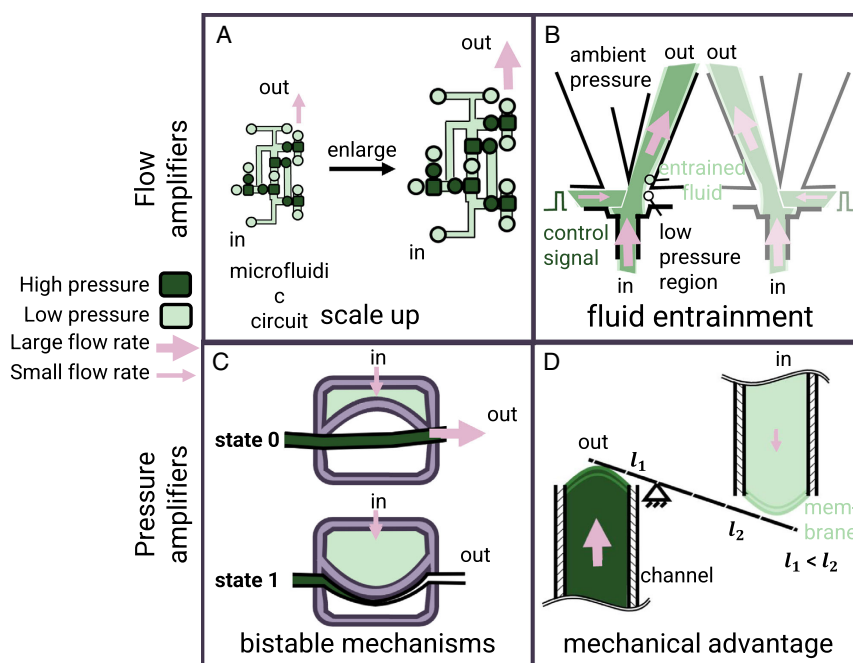 A
out
out
enlarge
in
in
microfluidi
c
circuit
scale up
B
ambient
pressure
out out
entrained
fluid
control
signal
low
pressure
region
in
in
fluid entrainment
Flow
amplifiers
High pressure
Low pressure
Large flow rate
Small flow rate
Pressure
amplifiers
C
in
out
state 0
in
out
state 1
bistable mechanisms
D
in
out
l₁
l₂
mem-
brane
l₁ < l₂
channel
mechanical advantage